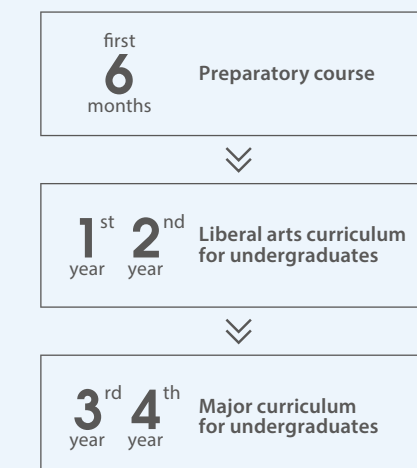 first
6
months
Preparatory course
1st 2nd
year year
Liberal arts curriculum
for undergraduates
3rd 4th
year year
Major curriculum
for undergraduates